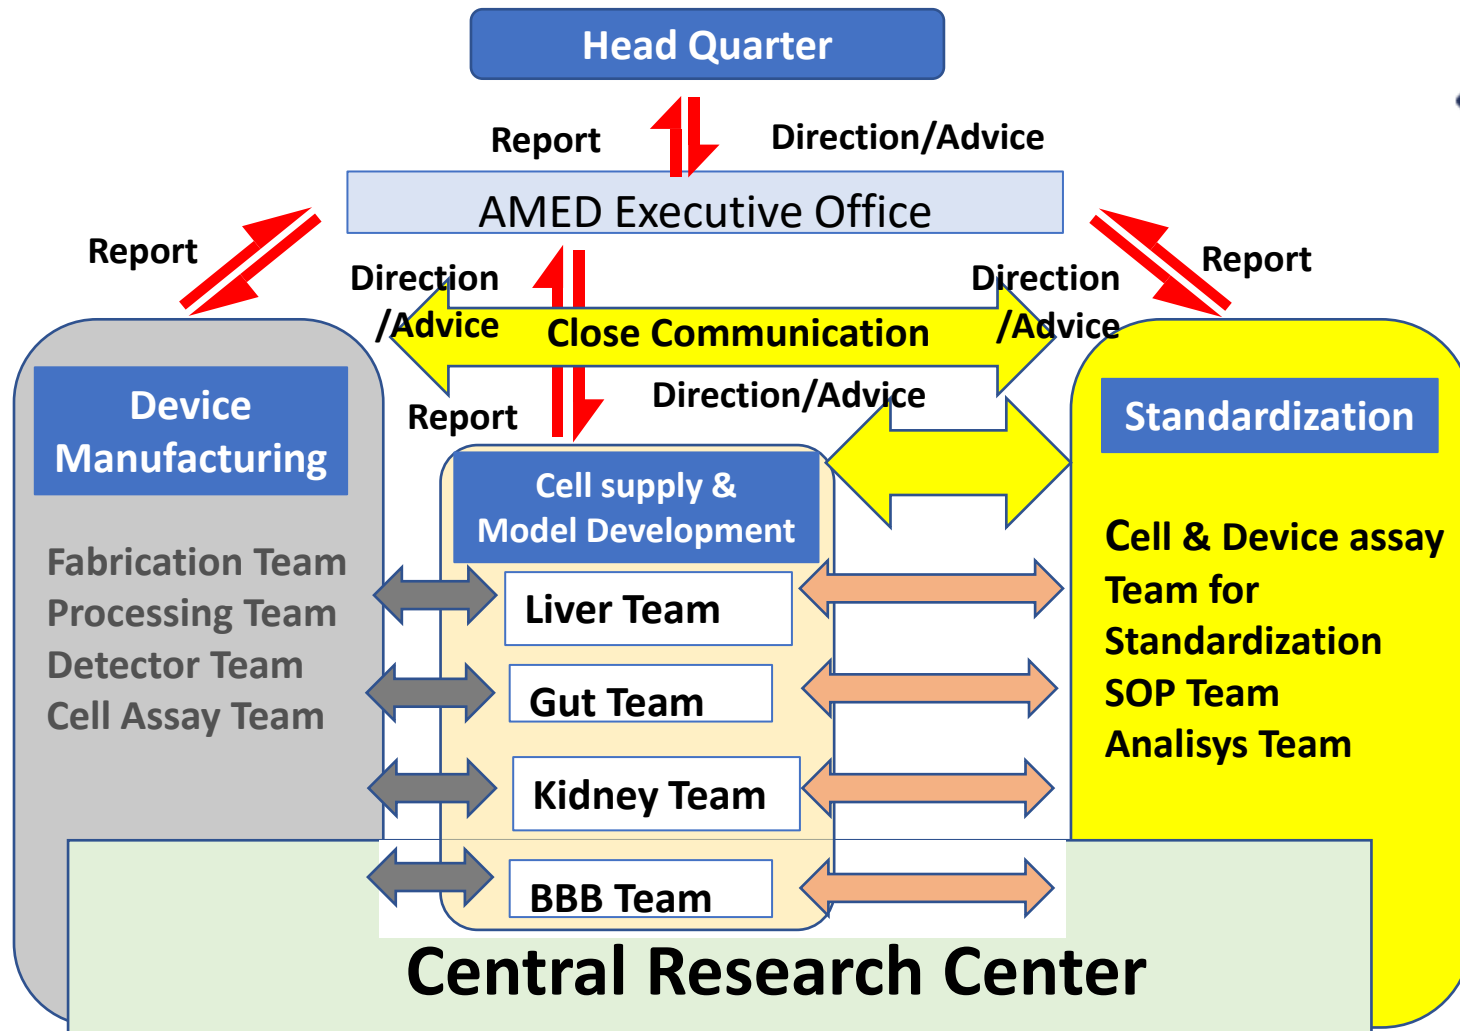 Head Quarter
Report
Direction/Advice
AMED Executive Office
Report
Report
Direction
/Advice
Direction
/Advice
Close Communication
Direction/Advice
Report
Device
Manufacturing
Fabrication Team
Processing Team
Detector Team
Cell Assay Team
Cell supply &
Model Development
Liver Team
Gut Team
Kidney Team
BBB Team
Standardization
Cell & Device assay
Team for
Standardization
SOP Team
Analisys Team
Central Research Center